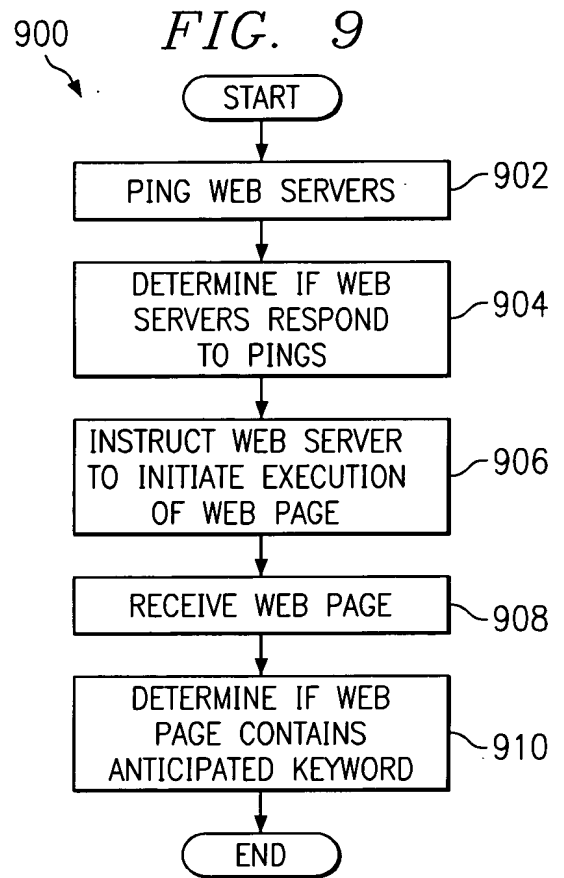 900
FIG. 9
START
PING WEB SERVERS
902
DETERMINE IF WEB
SERVERS RESPOND
TO PINGS
904
INSTRUCT WEB SERVER
TO INITIATE EXECUTION
OF WEB PAGE
906
RECEIVE WEB PAGE
908
DETERMINE IF WEB
PAGE CONTAINS
ANTICIPATED KEYWORD
910
END